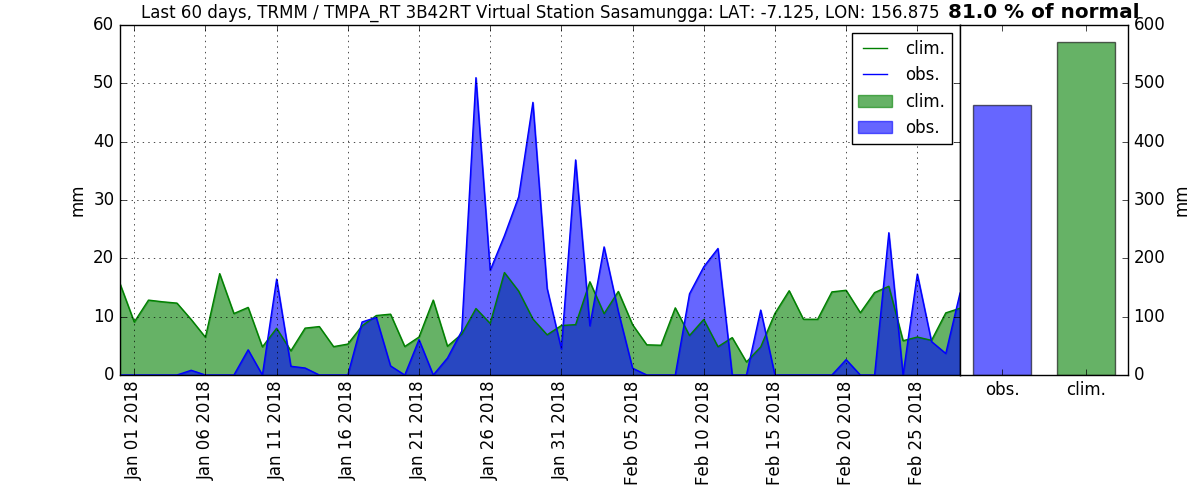 Last 60 days, TRMM / TMPA_RT 3B42RT Virtual Station Sasamungga: LAT: -7.125, LON: 156.875 81.0 % of normal
60 600
clim.
obs.
clim.
obs.
50 500
40 400
30 300
20 200
10 100
0 0
mm
mm
obs. clim.
Jan 01 2018
Jan 06 2018
Jan 11 2018
Jan 16 2018
Jan 21 2018
Jan 26 2018
Jan 31 2018
Feb 05 2018
Feb 10 2018
Feb 15 2018
Feb 20 2018
Feb 25 2018